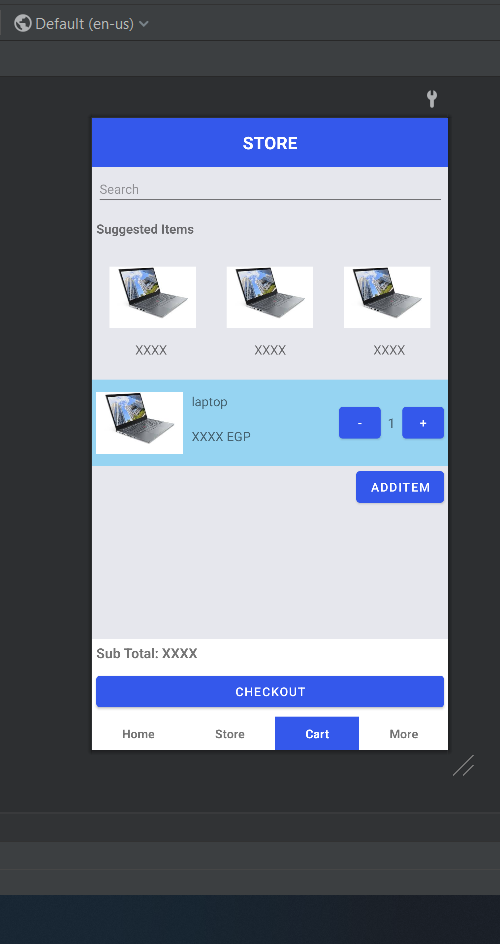 Default (en-us)
STORE
Search
Suggested Items
XXXX XXXX XXXX
laptop
XXXX EGP
- 1 +
ADDITEM
Sub Total: XXXX
CHECKOUT
Home Store Cart More